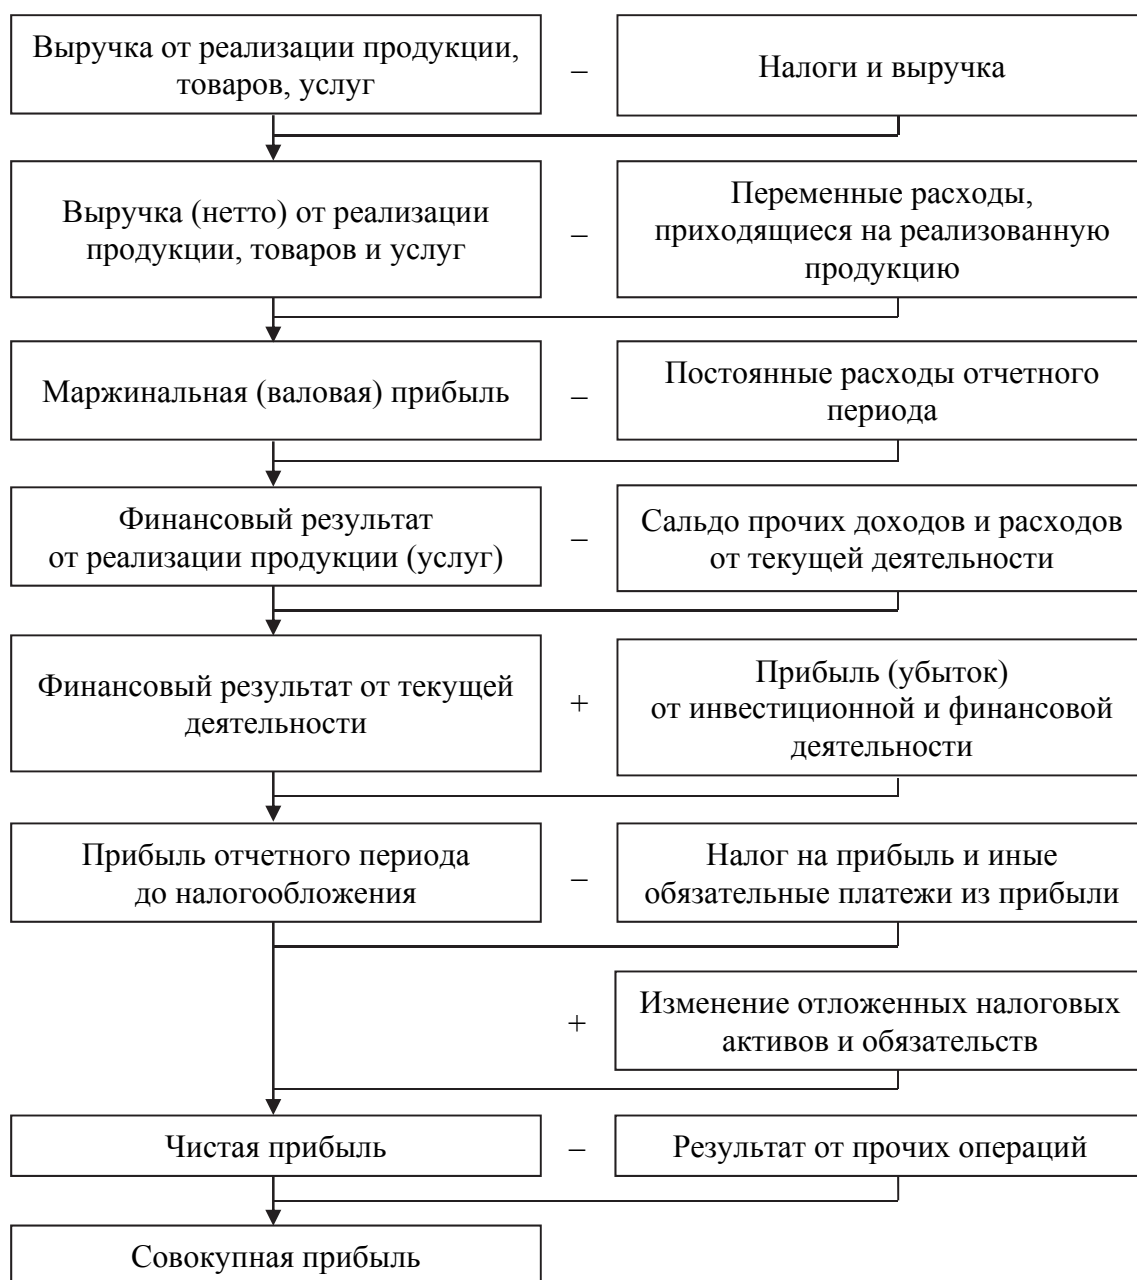 Выручка от реализации продукции,
товаров, услуг
–
Налоги и выручка
Выручка (нетто) от реализации
продукции, товаров и услуг
–
Переменные расходы,
приходящиеся на реализованную
продукцию
Маржинальная (валовая) прибыль
–
Постоянные расходы отчетного
периода
Финансовый результат
от реализации продукции (услуг)
–
Сальдо прочих доходов и расходов
от текущей деятельности
Финансовый результат от текущей
деятельности
+
Прибыль (убыток)
от инвестиционной и финансовой
деятельности
Прибыль отчетного периода
до налогообложения
–
Налог на прибыль и иные
обязательные платежи из прибыли
+
Изменение отложенных налоговых
активов и обязательств
Чистая прибыль
–
Результат от прочих операций
Совокупная прибыль